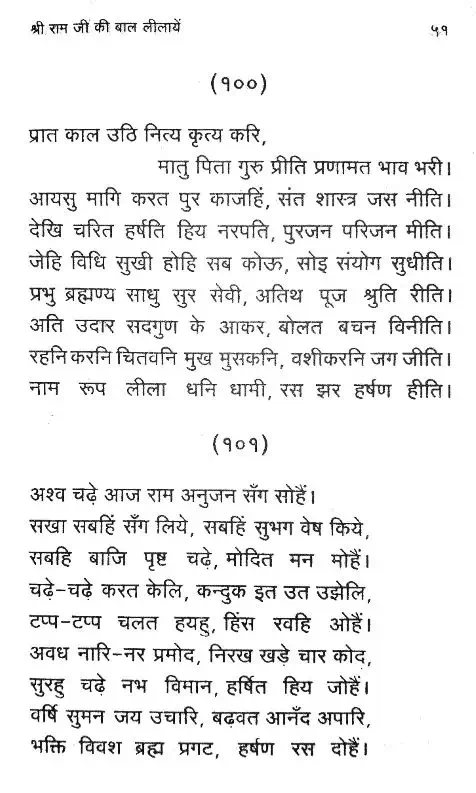 श्री राम जी की बाल लीलायें ५१
(१००)
प्रात काल उठि नित्य कृत्य करि,
मातु पिता गुरु प्रीति प्रणामत भाव भरी।
आयसु मागि करत पुर काजहिं, संत शास्त्र जस नीति।
देखि चरित हर्षति हिय नरपति, पुरजन परिजन मीति।
जेहि विधि सुखी होहि सब कोऊ, सोइ संयोग सुधीति।
प्रभु ब्रह्मण्य साधु सुर सेवी, अतिथ पूज श्रुति रीति।
अति उदार सदगुण के आकर, बोलत बचन विनीति।
रहनि करनि चितवनि मुख मुसकनि, वशीकरनि जग जीति।
नाम रूप लीला धनि धामी, रस झर हर्षण हीति।
(१०१)
अश्व चढ़े आज राम अनुजन सँग सोहैं।
सखा सबहिं सँग लिये, सबहिं सुभग वेष किये,
सबहि बाजि पृष्ट चढ़े, मोदित मन मोहैं।
चढ़े-चढ़े करत केलि, कन्दुक इत उत उझेलि,
टप्प-टप्प चलत हयहु, हिंस रवहि ओहैं।
अवध नारि-नर प्रमोद, निरख खड़े चार कोद,
सुरहु चढ़े नभ विमान, हर्षित हिय जोहैं।
वर्षि सुमन जय उचारि, बढ़वत आनँद अपारि,
भक्ति विवश ब्रह्म प्रगट, हर्षण रस दोहैं।